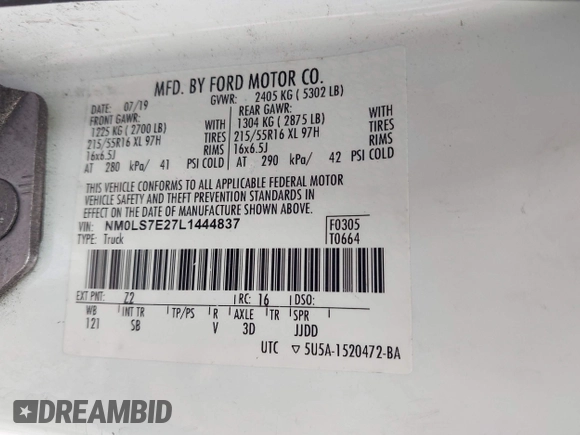 MFD. BY FORD MOTOR CO.
DATE: 07/19 GVWR: 2405 KG ( 5302 LB)
FRONT GAWR: REAR GAWR:
1225 KG ( 2700 LB) WITH 1304 KG ( 2875 LB) WITH
215/55R16 XL 97H TIRES 215/55R16 XL 97H TIRES
16x6.5J RIMS 16x6.5J RIMS
AT 280 kPa/ 41 PSI COLD AT 290 kPa/ 42 PSI COLD
THIS VEHICLE CONFORMS TO ALL APPLICABLE FEDERAL MOTOR
VEHICLE SAFETY AND THEFT PREVENTION STANDARDS IN
EFFECT ON THE DATE OF MANUFACTURE SHOWN ABOVE.
VIN: NM0LS7E27L1444837 F0305
TYPE: Truck T0664
EXT PNT: Z2 RC: 16 DSO:
WB INT TR TP/PS R AXLE TR SPR
121 SB V 3D JJDD
UTC ▽ 5U5A-1520472-BA
DREAMBID